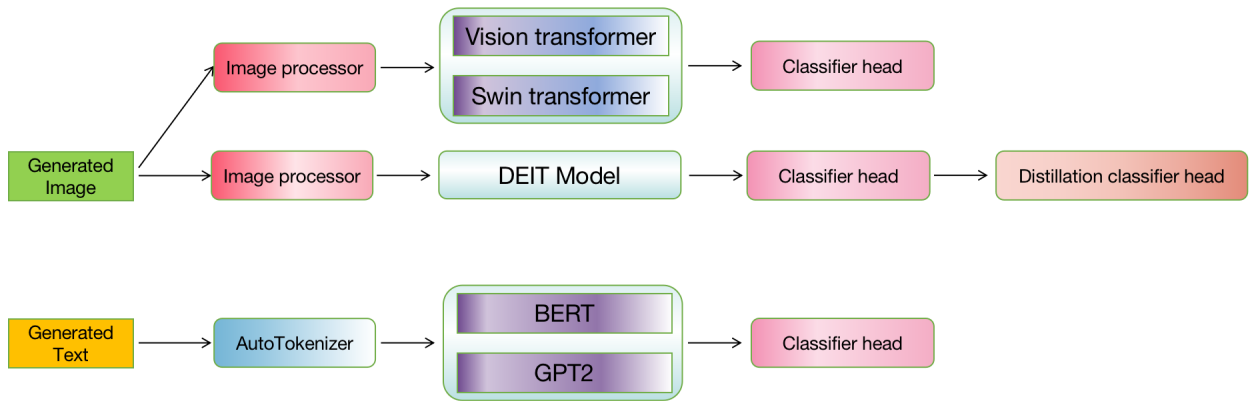 Vision transformer
Image processor
Classifier head
Swin transformer
Generated
Image
Image processor
DEIT Model
Classifier head
Distillation classifier head
BERT
Generated
Text
AutoTokenizer
Classifier head
GPT2